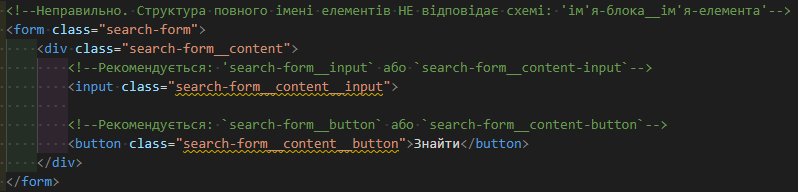 <!--Неправильно. Структура повного імені елементів НЕ відповідає схемі: 'ім'я-блока__ім'я-елемента'-->
<form class="search-form">
<div class="search-form__content">
<!--Рекомендується: 'search-form__input` або `search-form__content-input`-->
<input class="search-form__content__input">
<!--Рекомендується: `search-form__button` або `search-form__content-button`-->
<button class="search-form__content__button">Знайти</button>
</div>
</form>